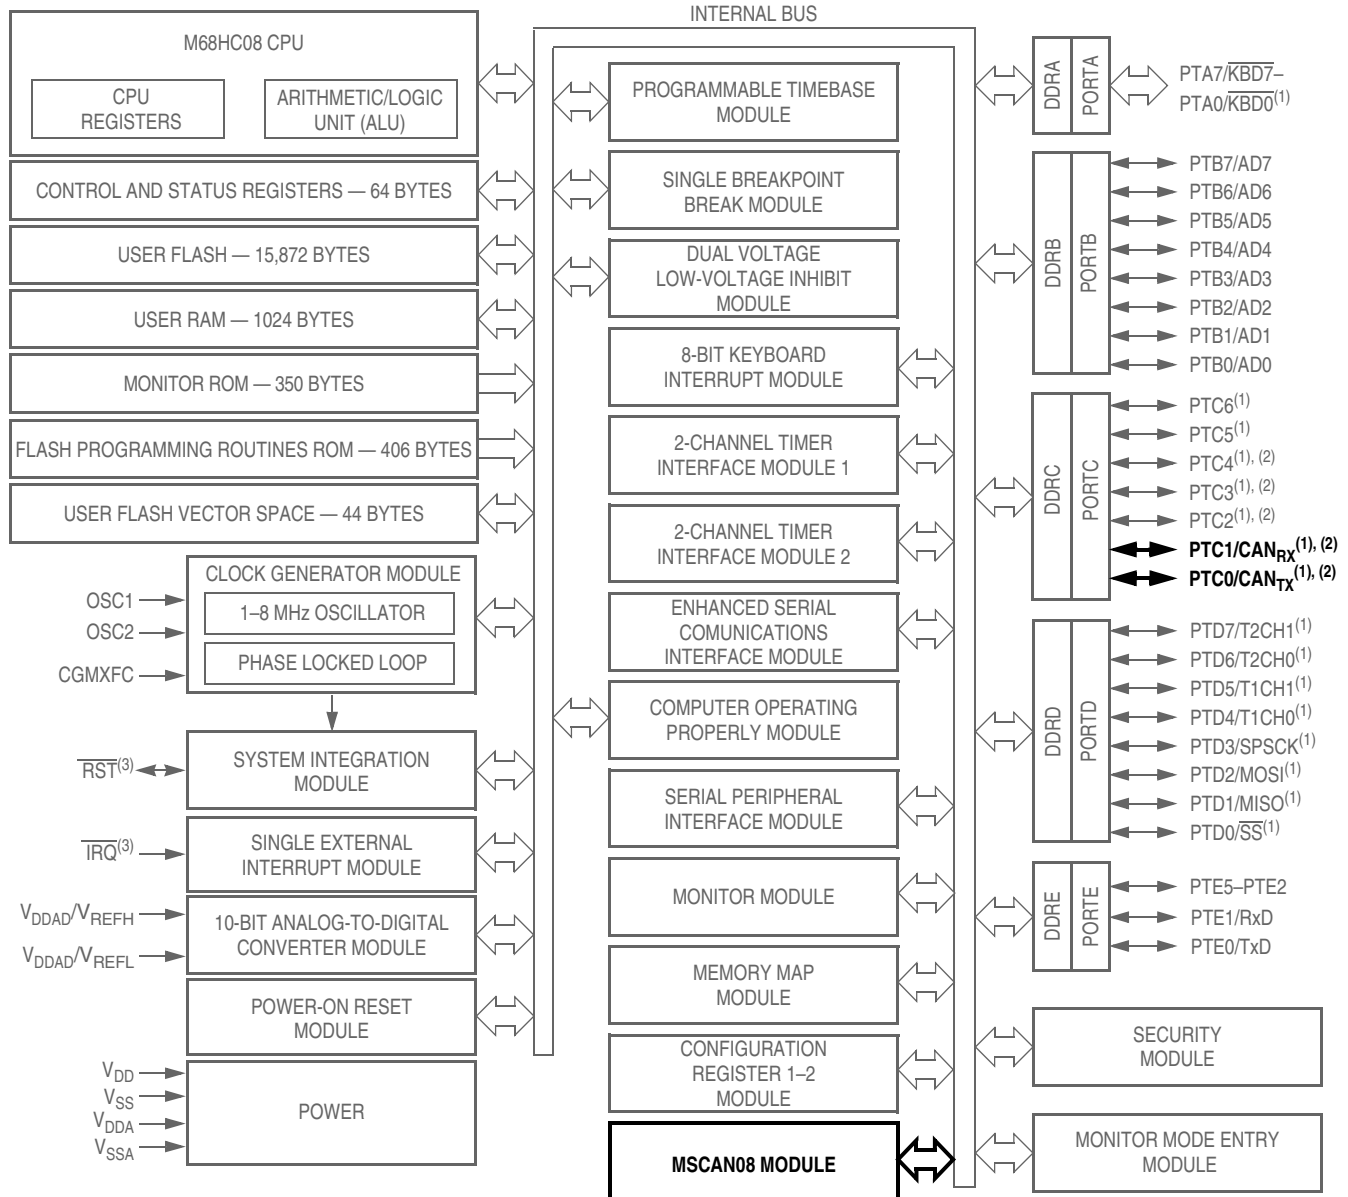 INTERNAL BUS
M68HC08 CPU
CPU
REGISTERS
ARITHMETIC/LOGIC
UNIT (ALU)
CONTROL AND STATUS REGISTERS — 64 BYTES
USER FLASH — 15,872 BYTES
USER RAM — 1024 BYTES
MONITOR ROM — 350 BYTES
FLASH PROGRAMMING ROUTINES ROM — 406 BYTES
USER FLASH VECTOR SPACE — 44 BYTES
CLOCK GENERATOR MODULE
1–8 MHz OSCILLATOR
PHASE LOCKED LOOP
OSC1
OSC2
CGMXFC
SYSTEM INTEGRATION
MODULE
RST(3)
SINGLE EXTERNAL
INTERRUPT MODULE
IRQ(3)
10-BIT ANALOG-TO-DIGITAL
CONVERTER MODULE
VDDAD/VREFH
VDDAD/VREFL
POWER-ON RESET
MODULE
POWER
VDD
VSS
VDDA
VSSA
PROGRAMMABLE TIMEBASE
MODULE
SINGLE BREAKPOINT
BREAK MODULE
DUAL VOLTAGE
LOW-VOLTAGE INHIBIT
MODULE
8-BIT KEYBOARD
INTERRUPT MODULE
2-CHANNEL TIMER
INTERFACE MODULE 1
2-CHANNEL TIMER
INTERFACE MODULE 2
ENHANCED SERIAL
COMUNICATIONS
INTERFACE MODULE
COMPUTER OPERATING
PROPERLY MODULE
SERIAL PERIPHERAL
INTERFACE MODULE
MONITOR MODULE
MEMORY MAP
MODULE
CONFIGURATION
REGISTER 1–2
MODULE
MSCAN08 MODULE
DDRA
PORTA
PTA7/KBD7–
PTA0/KBD0(1)
DDRB
PORTB
PTB7/AD7
PTB6/AD6
PTB5/AD5
PTB4/AD4
PTB3/AD3
PTB2/AD2
PTB1/AD1
PTB0/AD0
DDRC
PORTC
PTC6(1)
PTC5(1)
PTC4(1), (2)
PTC3(1), (2)
PTC2(1), (2)
PTC1/CANRX(1), (2)
PTC0/CANTX(1), (2)
DDRD
PORTD
PTD7/T2CH1(1)
PTD6/T2CH0(1)
PTD5/T1CH1(1)
PTD4/T1CH0(1)
PTD3/SPSCK(1)
PTD2/MOSI(1)
PTD1/MISO(1)
PTD0/SS(1)
DDRE
PORTE
PTE5–PTE2
PTE1/RxD
PTE0/TxD
SECURITY
MODULE
MONITOR MODE ENTRY
MODULE